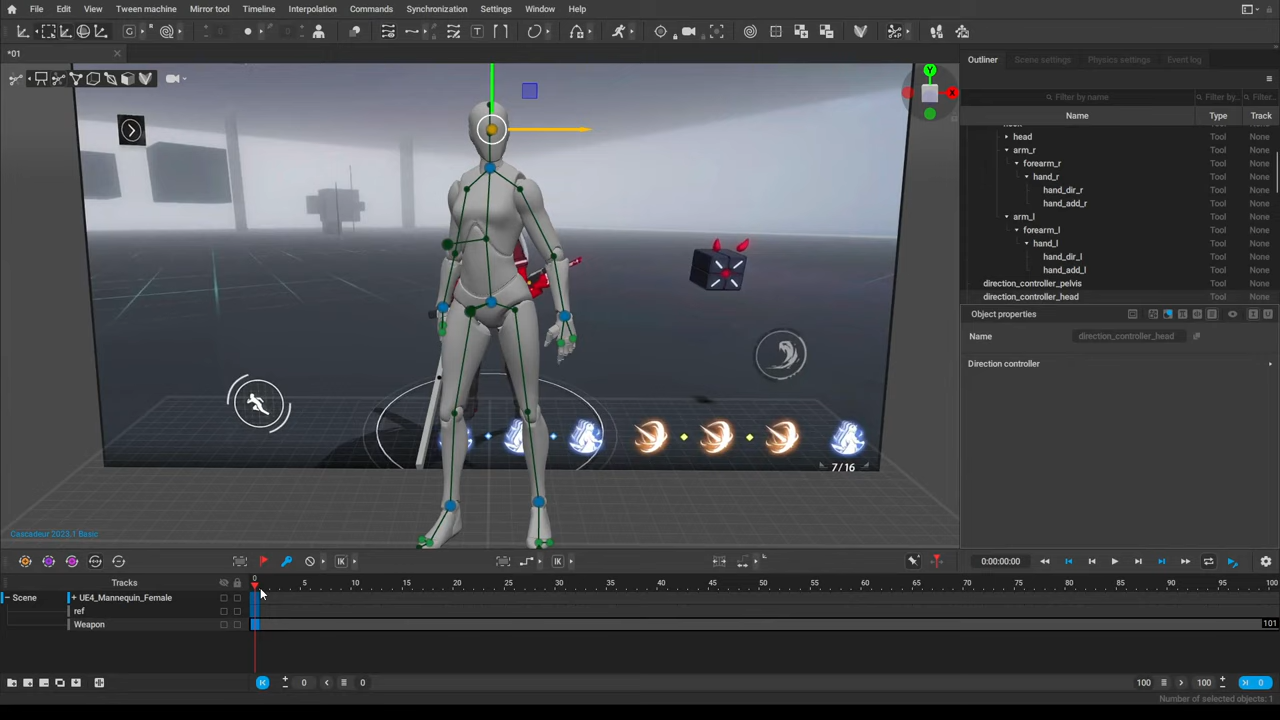 File Edit View Tween machine Mirror tool Timeline Interpolation Commands Synchronization Settings Window Help
*01
Outliner Scene settings Physics settings Event log
Filter by name Filter by... Filter...
Name Type Track
head Tool None
arm_r Tool None
forearm_r Tool None
hand_r Tool None
hand_dir_r Tool None
hand_add_r Tool None
arm_l Tool None
forearm_l Tool None
hand_l Tool None
hand_dir_l Tool None
hand_add_l Tool None
direction_controller_pelvis Tool None
direction_controller_head Tool None
Object properties
Name direction_controller_head
Direction controller
Y
X
7/16
Cascadeur 2023.1 Basic
IK IK 0:00:00:00
Tracks 0 5 10 15 20 25 30 35 40 45 50 55 60 65 70 75 80 85 90 95 100
Scene + UE4_Mannequin_Female
ref
Weapon 101
0 0 100 100 0
Number of selected objects: 1